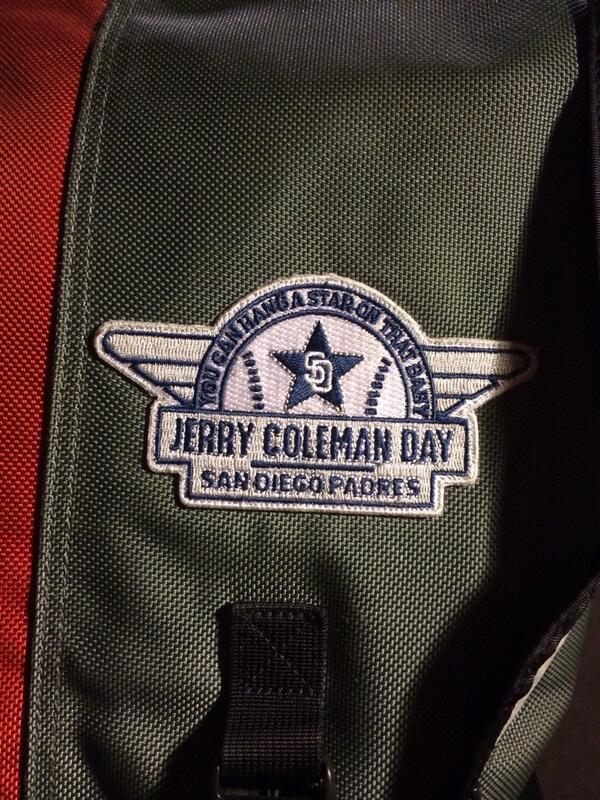 YOU CAN HANG A STAR ON THAT BABY
SD
JERRY COLEMAN DAY
SAN DIEGO PADRES